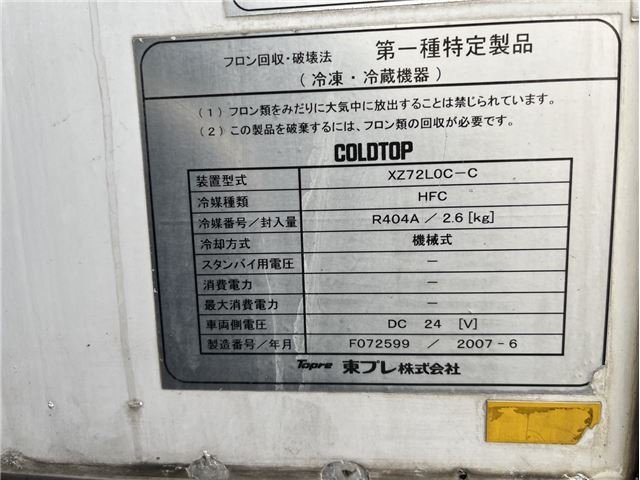 フロン回収・破壊法 第一種特定製品
(冷凍・冷蔵機器)
(1) フロン類をみだりに大気中に放出することは禁じられています。
(2) この製品を破棄するには、フロン類の回収が必要です。
COLDTOP
装置型式 XZ72L0C-C
冷媒種類 HFC
冷媒番号/封入量 R404A / 2.6 [kg]
冷却方式 機械式
スタンバイ用電圧 —
消費電力 —
最大消費電力 —
車両側電圧 DC 24 [V]
製造番号/年月 F072599 / 2007-6
Topre 東プレ株式会社